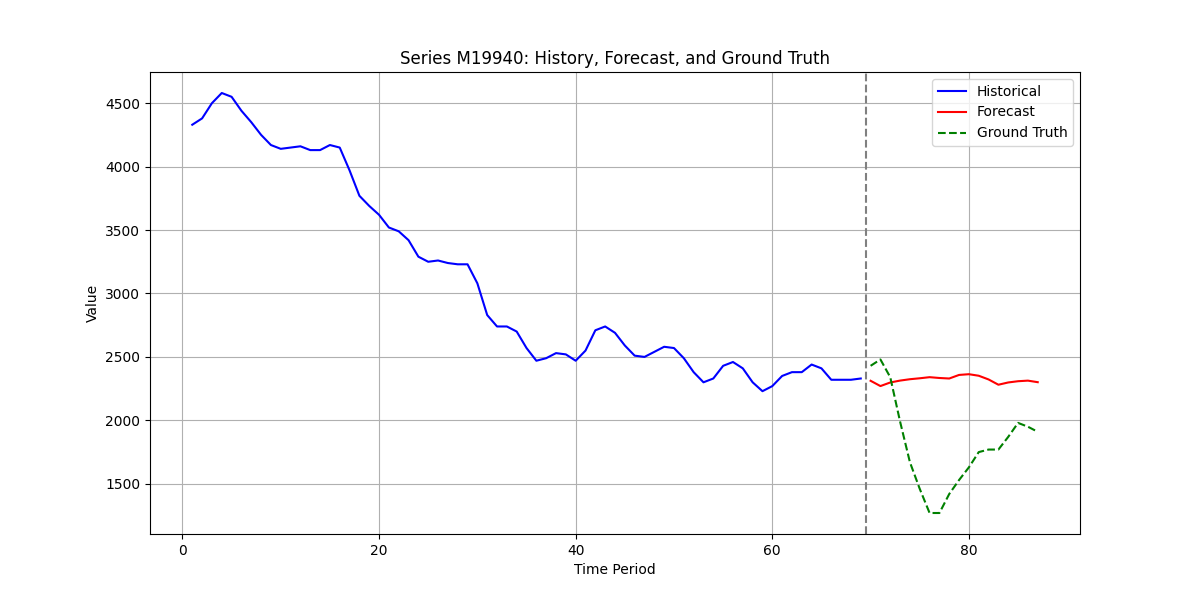 Series M19940: History, Forecast, and Ground Truth
Historical
Forecast
Ground Truth
Value
4500
4000
3500
3000
2500
2000
1500
0 20 40 60 80
Time Period